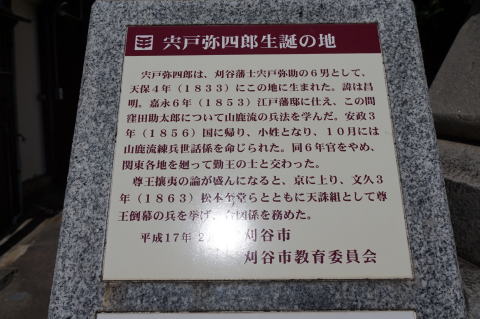 宍戸弥四郎生誕の地
宍戸弥四郎は、刈谷藩士宍戸弥助の6男として、
天保4年(1833)にこの地に生まれた。諱は昌
明。嘉永6年(1853)江戸藩邸に仕え、この間
窪田助太郎について山鹿流の兵法を学んだ。安政3
年(1856)国に帰り、小姓となり、10月には
山鹿流練兵世話係を命じられた。同6年官をやめ、
関東各地を廻って勤王の士と交わった。
尊王攘夷の論が盛んになると、京に上り、文久3
年(1863)松本奎堂らとともに天誅組として尊
王倒幕の兵を挙げ、合図係を務めた。
平成17年2 刈谷市
刈谷市教育委員会